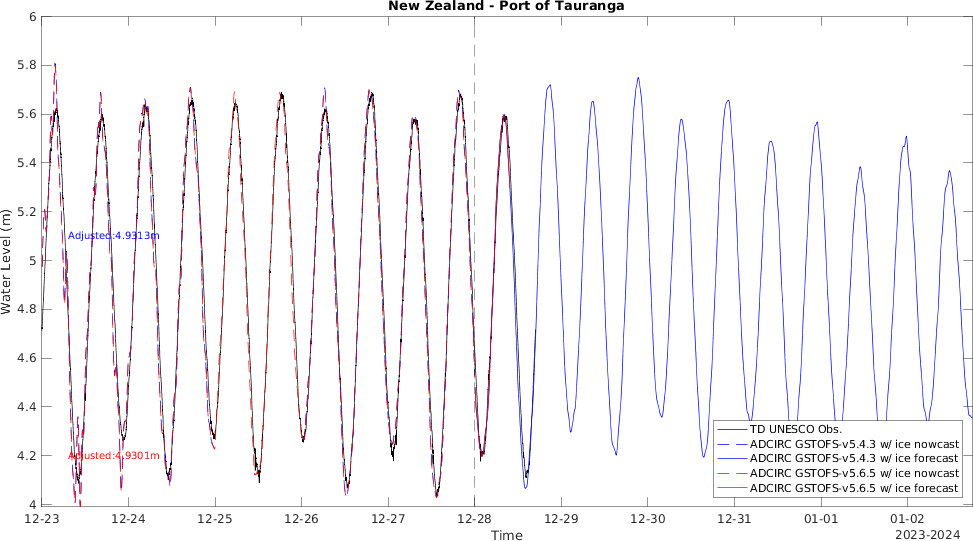 New Zealand - Port of Tauranga
6
5.8
5.6
5.4
5.2
5
4.8
4.6
4.4
4.2
4
Water Level (m)
Adjusted:4.9313m
Adjusted:4.9301m
TD UNESCO Obs.
ADCIRC GSTOFS-v5.4.3 w/ ice nowcast
ADCIRC GSTOFS-v5.4.3 w/ ice forecast
ADCIRC GSTOFS-v5.6.5 w/ ice nowcast
ADCIRC GSTOFS-v5.6.5 w/ ice forecast
12-23 12-24 12-25 12-26 12-27 12-28 12-29 12-30 12-31 01-01 01-02
Time
2023-2024